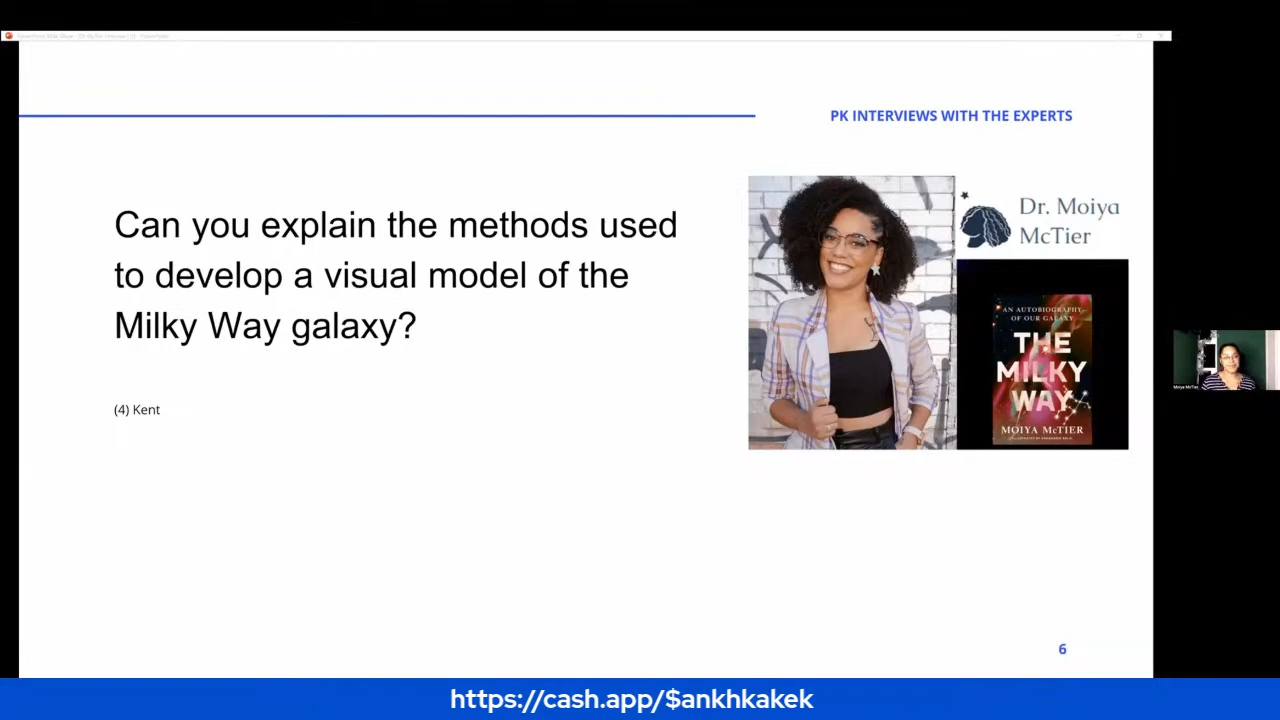 PK INTERVIEWS WITH THE EXPERTS
Can you explain the methods used
to develop a visual model of the
Milky Way galaxy?
(4) Kent
Dr. Moiya
McTier
AN AUTOBIOGRAPHY
OF OUR GALAXY
THE
MILKY
WAY
MOIYA McTIER
Moiya McTier
6
https://cash.app/$ankhkakek